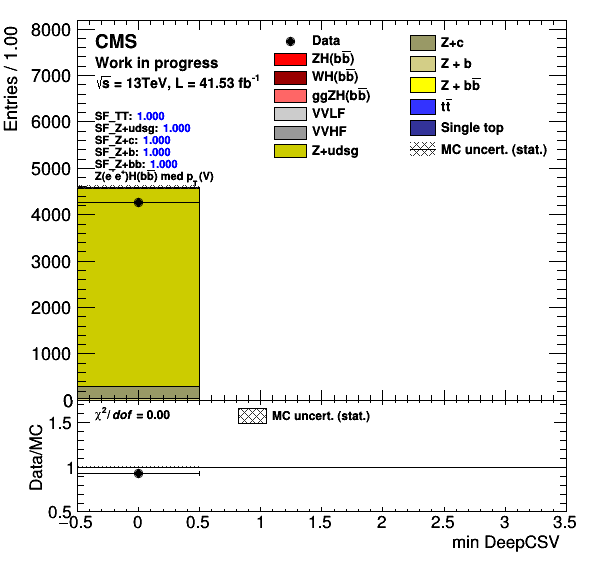 Entries / 1.00
8000
7000
6000
5000
4000
3000
2000
1000
0
CMS
Work in progress
√s = 13TeV, L = 41.53 fb⁻¹
SF_TT: 1.000
SF_Z+udsg: 1.000
SF_Z+c: 1.000
SF_Z+b: 1.000
SF_Z+bb: 1.000
Z(e⁻e⁺)H(bb̅) med p_T (V)
Data
ZH(bb̅)
WH(bb̅)
ggZH(bb̅)
VVLF
VVHF
Z+udsg
Z+c
Z + b
Z + bb̅
tt̅
Single top
MC uncert. (stat.)
Data/MC
1.5
1
0.5
χ²/dof = 0.00
MC uncert. (stat.)
−0.5 0 0.5 1 1.5 2 2.5 3 3.5
min DeepCSV